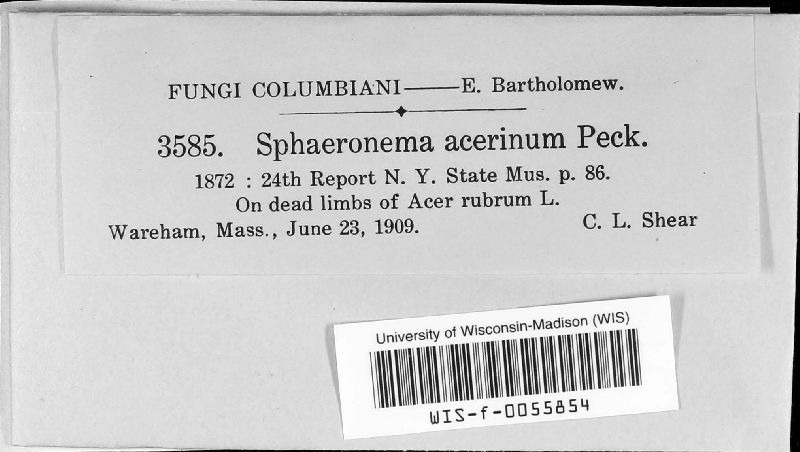 FUNGI COLUMBIANI——E. Bartholomew.
3585. Sphaeronema acerinum Peck.
1872 : 24th Report N. Y. State Mus. p. 86.
On dead limbs of Acer rubrum L.
Wareham, Mass., June 23, 1909. C. L. Shear
University of Wisconsin-Madison (WIS)
WIS-f-0055854